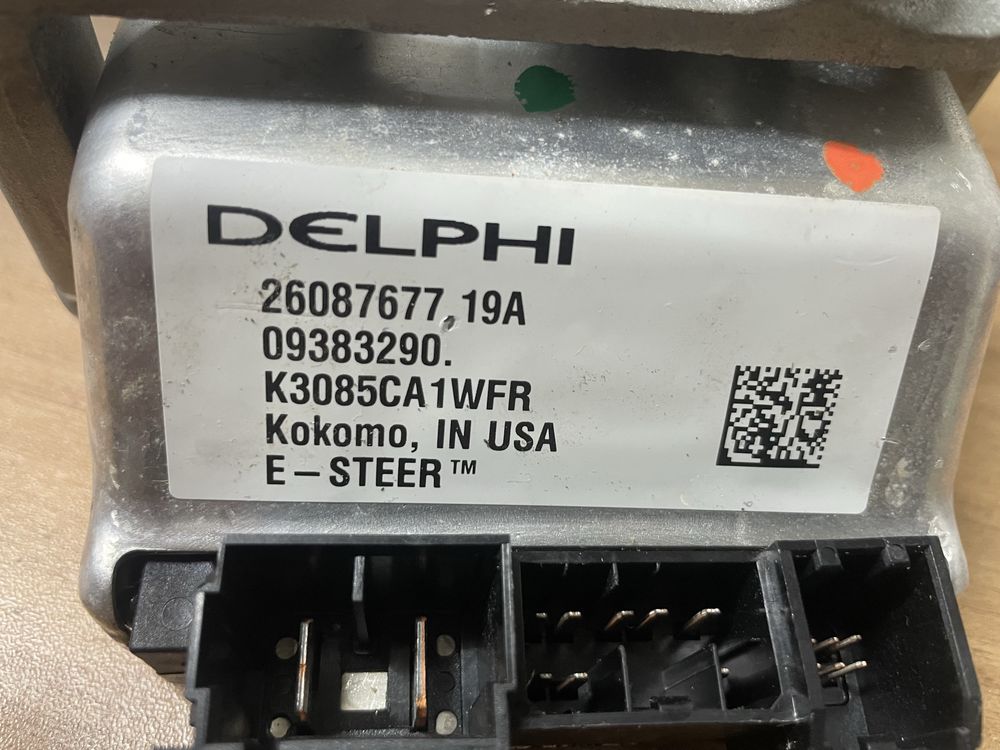 DELPHI
26087677,19A
09383290.
K3085CA1WFR
Kokomo, IN USA
E-STEER™